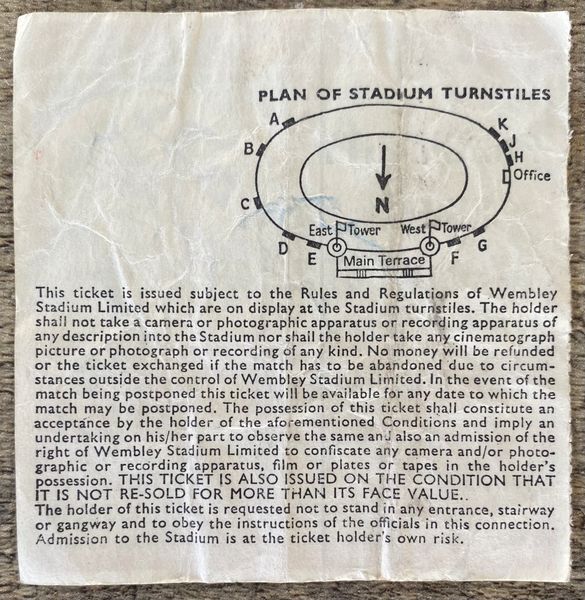 PLAN OF STADIUM TURNSTILES
A
K
J
B
H
Office
N
C
East Tower
West Tower
D
E
Main Terrace
F
G
This ticket is issued subject to the Rules and Regulations of Wembley
Stadium Limited which are on display at the Stadium turnstiles. The holder
shall not take a camera or photographic apparatus or recording apparatus of
any description into the Stadium nor shall the holder take any cinematograph
picture or photograph or recording of any kind. No money will be refunded
or the ticket exchanged if the match has to be abandoned due to circum-
stances outside the control of Wembley Stadium Limited. In the event of the
match being postponed this ticket will be available for any date to which the
match may be postponed. The possession of this ticket shall constitute an
acceptance by the holder of the aforementioned Conditions and imply an
undertaking on his/her part to observe the same and also an admission of the
right of Wembley Stadium Limited to confiscate any camera and/or photo-
graphic or recording apparatus, film or plates or tapes in the holder's
possession. THIS TICKET IS ALSO ISSUED ON THE CONDITION THAT
IT IS NOT RE-SOLD FOR MORE THAN ITS FACE VALUE..
The holder of this ticket is requested not to stand in any entrance, stairway
or gangway and to obey the instructions of the officials in this connection.
Admission to the Stadium is at the ticket holder's own risk.